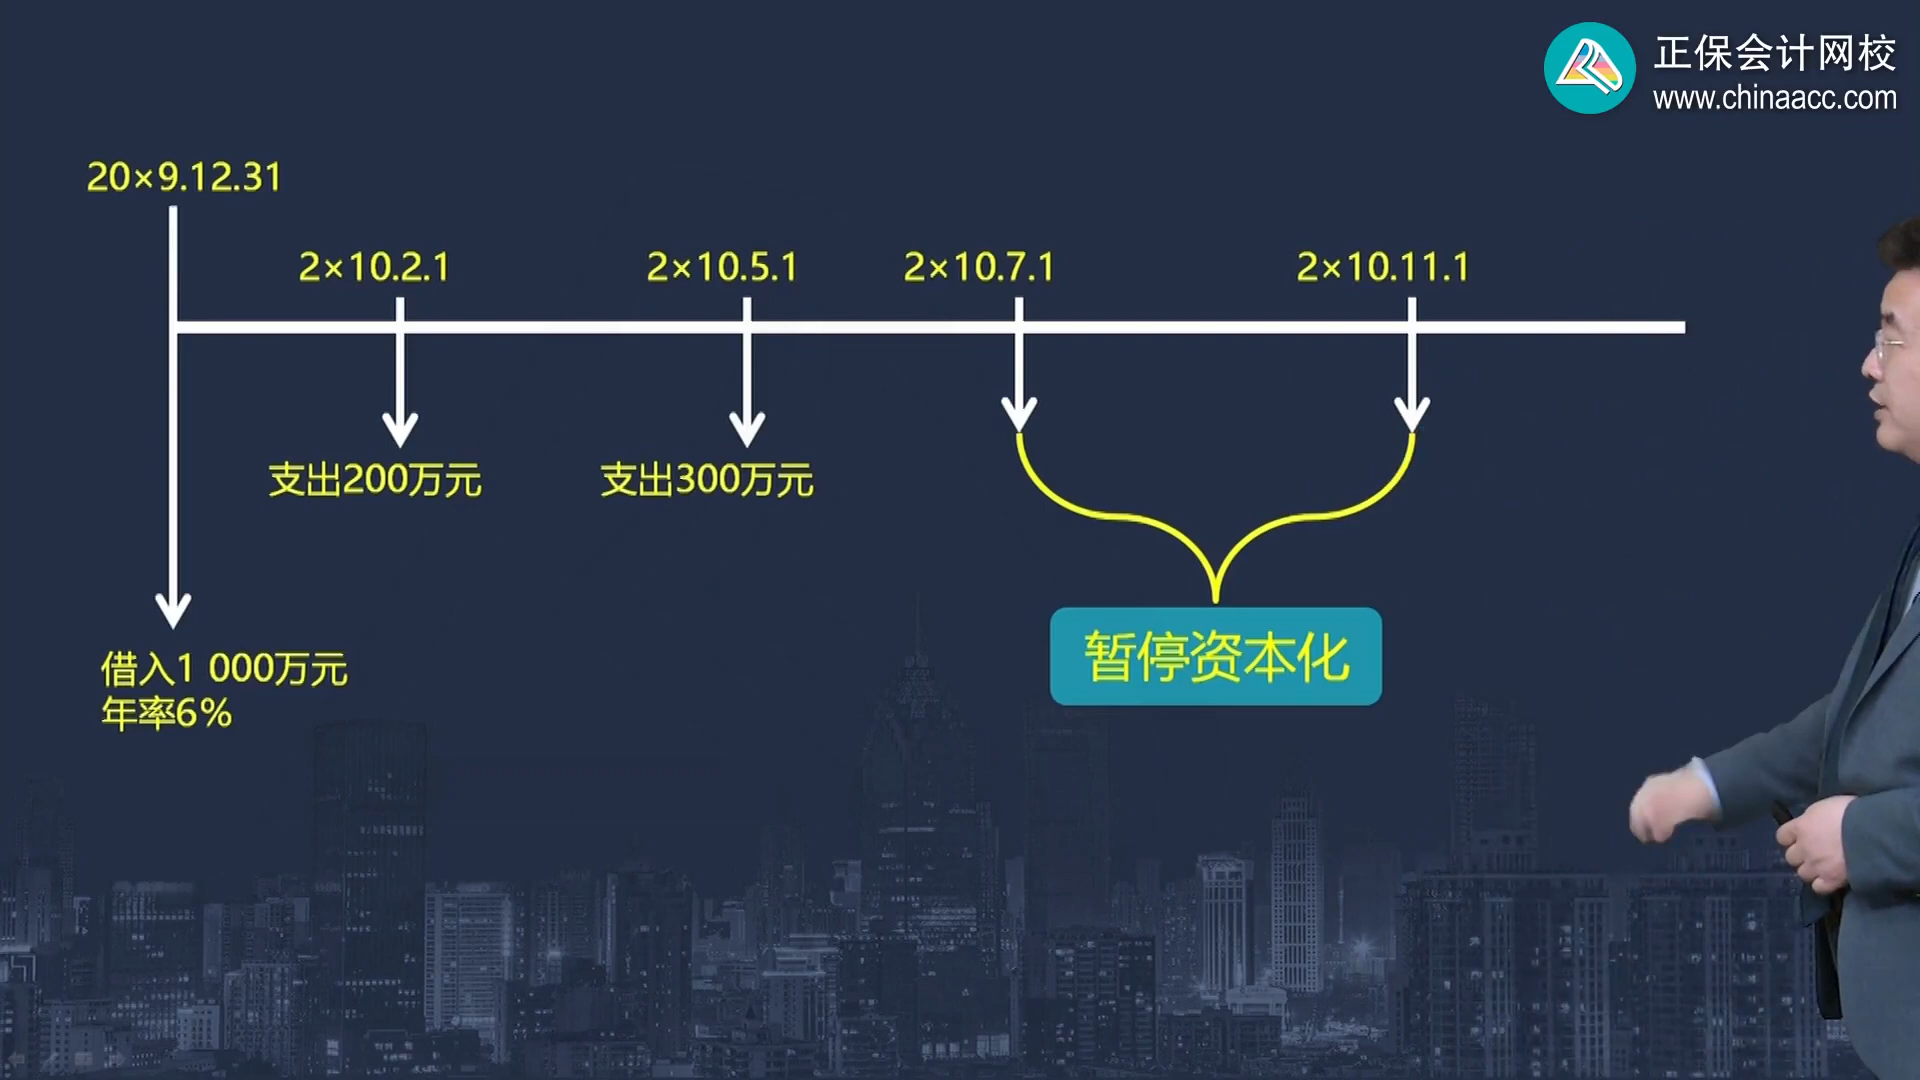 正保会计网校
www.chinaacc.com
20×9.12.31
2×10.2.1
2×10.5.1
2×10.7.1
2×10.11.1
支出200万元
支出300万元
暂停资本化
借入1 000万元
年率6%